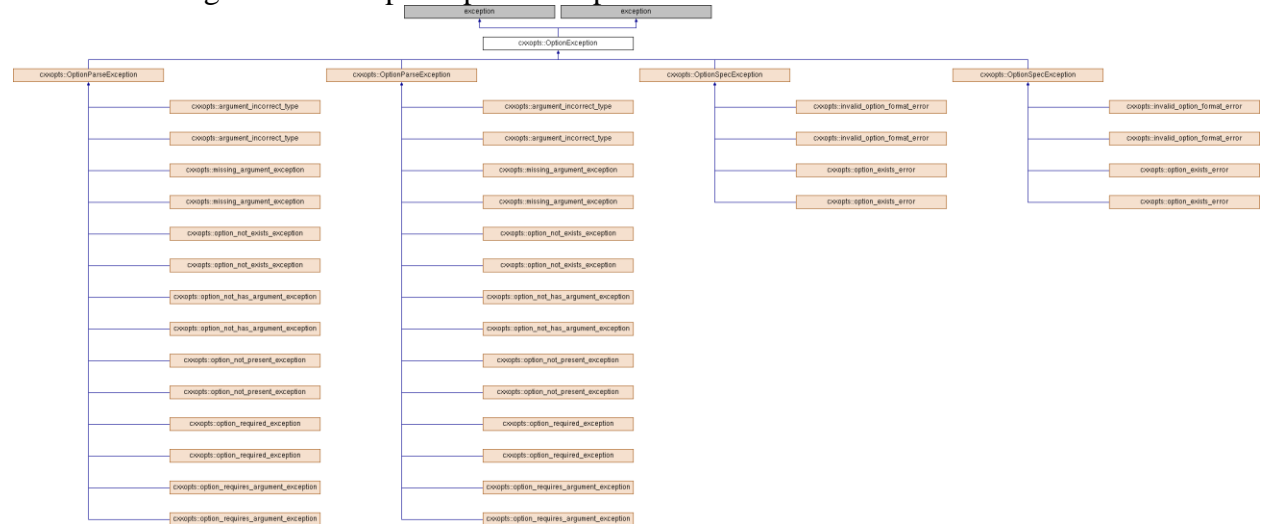 exception exception
cxxopts::OptionException
cxxopts::OptionParseException cxxopts::OptionParseException cxxopts::OptionSpecException cxxopts::OptionSpecException
cxxopts::argument_incorrect_type cxxopts::argument_incorrect_type cxxopts::invalid_option_format_error cxxopts::invalid_option_format_error
cxxopts::argument_incorrect_type cxxopts::argument_incorrect_type cxxopts::invalid_option_format_error cxxopts::invalid_option_format_error
cxxopts::missing_argument_exception cxxopts::missing_argument_exception cxxopts::option_exists_error cxxopts::option_exists_error
cxxopts::missing_argument_exception cxxopts::missing_argument_exception cxxopts::option_exists_error cxxopts::option_exists_error
cxxopts::option_not_exists_exception cxxopts::option_not_exists_exception
cxxopts::option_not_exists_exception cxxopts::option_not_exists_exception
cxxopts::option_not_has_argument_exception cxxopts::option_not_has_argument_exception
cxxopts::option_not_has_argument_exception cxxopts::option_not_has_argument_exception
cxxopts::option_not_present_exception cxxopts::option_not_present_exception
cxxopts::option_not_present_exception cxxopts::option_not_present_exception
cxxopts::option_required_exception cxxopts::option_required_exception
cxxopts::option_required_exception cxxopts::option_required_exception
cxxopts::option_requires_argument_exception cxxopts::option_requires_argument_exception
cxxopts::option_requires_argument_exception cxxopts::option_requires_argument_exception